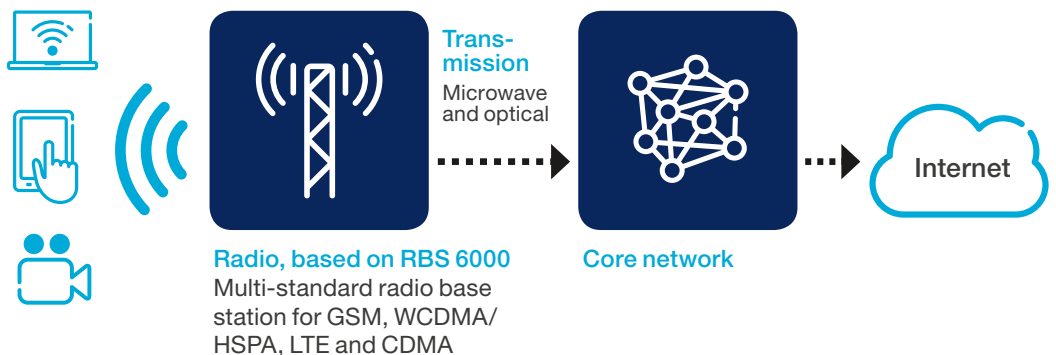 Trans-
mission
Microwave
and optical
Internet
Radio, based on RBS 6000
Multi-standard radio base
station for GSM, WCDMA/
HSPA, LTE and CDMA
Core network